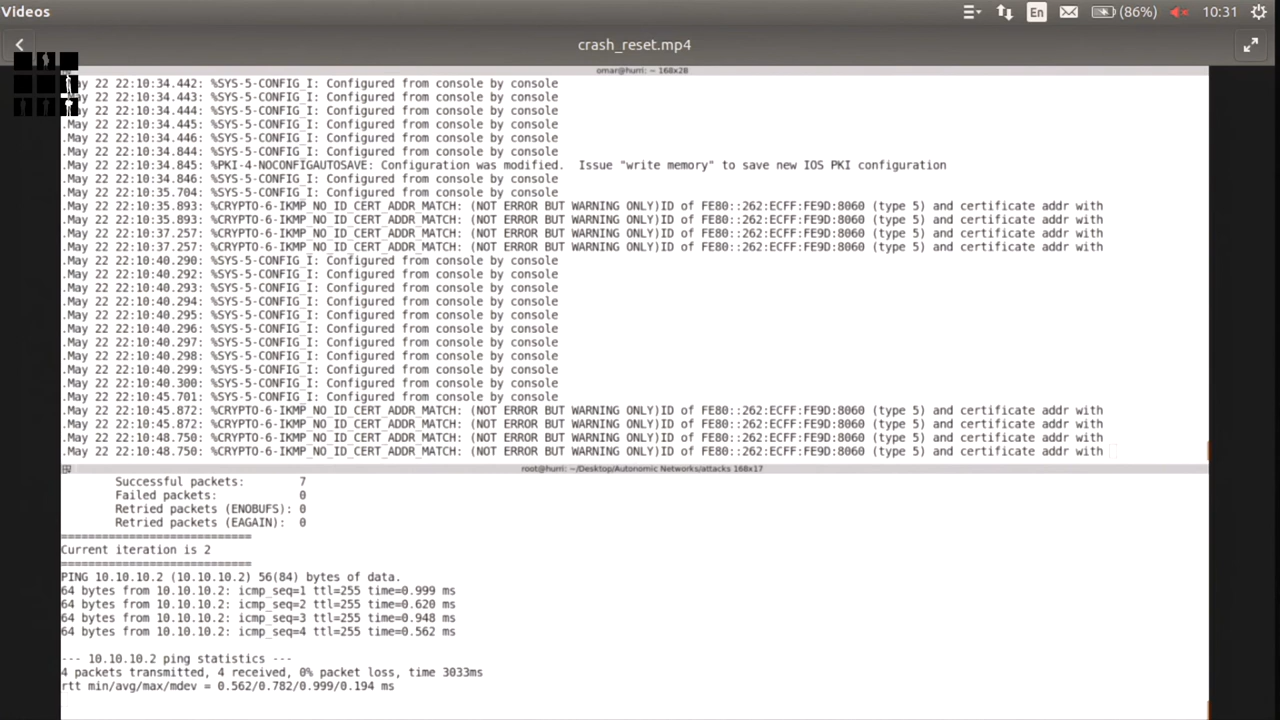 Videos
En
(86%)
10:31
crash_reset.mp4
omar@hurri: ~ 168x28
.May 22 22:10:34.442: %SYS-5-CONFIG_I: Configured from console by console
.May 22 22:10:34.443: %SYS-5-CONFIG_I: Configured from console by console
.May 22 22:10:34.444: %SYS-5-CONFIG_I: Configured from console by console
.May 22 22:10:34.445: %SYS-5-CONFIG_I: Configured from console by console
.May 22 22:10:34.446: %SYS-5-CONFIG_I: Configured from console by console
.May 22 22:10:34.844: %SYS-5-CONFIG_I: Configured from console by console
.May 22 22:10:34.845: %PKI-4-NOCONFIGAUTOSAVE: Configuration was modified.  Issue "write memory" to save new IOS PKI configuration
.May 22 22:10:34.846: %SYS-5-CONFIG_I: Configured from console by console
.May 22 22:10:35.704: %SYS-5-CONFIG_I: Configured from console by console
.May 22 22:10:35.893: %CRYPTO-6-IKMP_NO_ID_CERT_ADDR_MATCH: (NOT ERROR BUT WARNING ONLY)ID of FE80::262:ECFF:FE9D:8060 (type 5) and certificate addr with
.May 22 22:10:35.893: %CRYPTO-6-IKMP_NO_ID_CERT_ADDR_MATCH: (NOT ERROR BUT WARNING ONLY)ID of FE80::262:ECFF:FE9D:8060 (type 5) and certificate addr with
.May 22 22:10:37.257: %CRYPTO-6-IKMP_NO_ID_CERT_ADDR_MATCH: (NOT ERROR BUT WARNING ONLY)ID of FE80::262:ECFF:FE9D:8060 (type 5) and certificate addr with
.May 22 22:10:37.257: %CRYPTO-6-IKMP_NO_ID_CERT_ADDR_MATCH: (NOT ERROR BUT WARNING ONLY)ID of FE80::262:ECFF:FE9D:8060 (type 5) and certificate addr with
.May 22 22:10:40.290: %SYS-5-CONFIG_I: Configured from console by console
.May 22 22:10:40.292: %SYS-5-CONFIG_I: Configured from console by console
.May 22 22:10:40.293: %SYS-5-CONFIG_I: Configured from console by console
.May 22 22:10:40.294: %SYS-5-CONFIG_I: Configured from console by console
.May 22 22:10:40.295: %SYS-5-CONFIG_I: Configured from console by console
.May 22 22:10:40.296: %SYS-5-CONFIG_I: Configured from console by console
.May 22 22:10:40.297: %SYS-5-CONFIG_I: Configured from console by console
.May 22 22:10:40.298: %SYS-5-CONFIG_I: Configured from console by console
.May 22 22:10:40.299: %SYS-5-CONFIG_I: Configured from console by console
.May 22 22:10:40.300: %SYS-5-CONFIG_I: Configured from console by console
.May 22 22:10:45.701: %SYS-5-CONFIG_I: Configured from console by console
.May 22 22:10:45.872: %CRYPTO-6-IKMP_NO_ID_CERT_ADDR_MATCH: (NOT ERROR BUT WARNING ONLY)ID of FE80::262:ECFF:FE9D:8060 (type 5) and certificate addr with
.May 22 22:10:45.872: %CRYPTO-6-IKMP_NO_ID_CERT_ADDR_MATCH: (NOT ERROR BUT WARNING ONLY)ID of FE80::262:ECFF:FE9D:8060 (type 5) and certificate addr with
.May 22 22:10:48.750: %CRYPTO-6-IKMP_NO_ID_CERT_ADDR_MATCH: (NOT ERROR BUT WARNING ONLY)ID of FE80::262:ECFF:FE9D:8060 (type 5) and certificate addr with
.May 22 22:10:48.750: %CRYPTO-6-IKMP_NO_ID_CERT_ADDR_MATCH: (NOT ERROR BUT WARNING ONLY)ID of FE80::262:ECFF:FE9D:8060 (type 5) and certificate addr with
root@hurri: ~/Desktop/Autonomic Networks/attacks 168x17
Successful packets: 7
Failed packets: 0
Retried packets (ENOBUFS): 0
Retried packets (EAGAIN): 0
============================
Current iteration is 2
============================
PING 10.10.10.2 (10.10.10.2) 56(84) bytes of data.
64 bytes from 10.10.10.2: icmp_seq=1 ttl=255 time=0.999 ms
64 bytes from 10.10.10.2: icmp_seq=2 ttl=255 time=0.620 ms
64 bytes from 10.10.10.2: icmp_seq=3 ttl=255 time=0.948 ms
64 bytes from 10.10.10.2: icmp_seq=4 ttl=255 time=0.562 ms
--- 10.10.10.2 ping statistics ---
4 packets transmitted, 4 received, 0% packet loss, time 3033ms
rtt min/avg/max/mdev = 0.562/0.782/0.999/0.194 ms